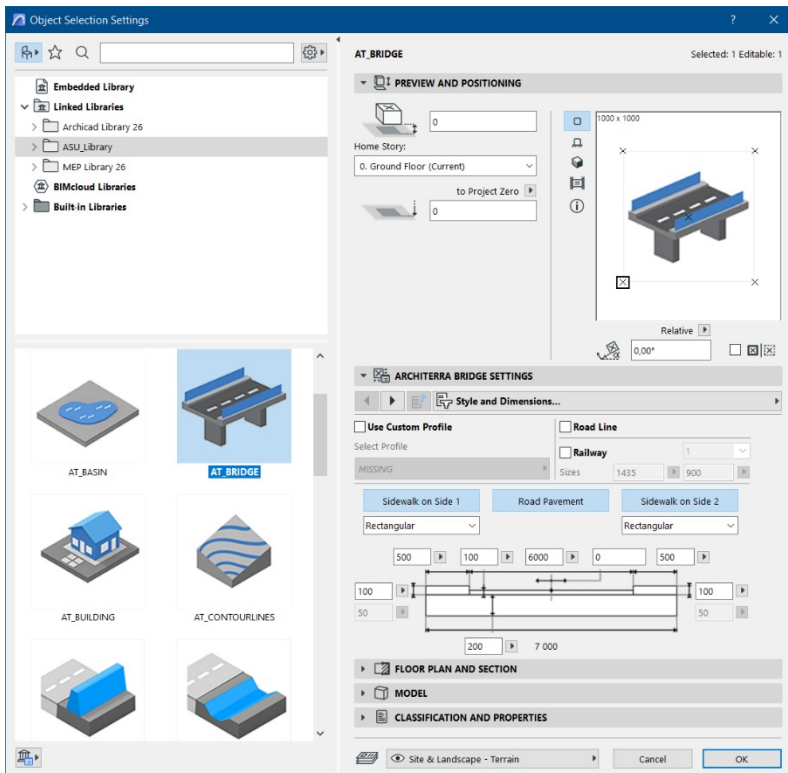 Object Selection Settings
Embedded Library
Linked Libraries
Archicad Library 26
ASU_Library
MEP Library 26
BIMcloud Libraries
Built-in Libraries
AT_BASIN
AT_BRIDGE
AT_BUILDING
AT_CONTOURLINES
AT_BRIDGE
Selected: 1 Editable: 1
PREVIEW AND POSITIONING
0
Home Story:
0. Ground Floor (Current)
to Project Zero
0
1000 x 1000
Relative
0,00°
ARCHITERRA BRIDGE SETTINGS
Style and Dimensions...
Use Custom Profile
Select Profile
MISSING
Road Line
Railway
1
Sizes
1435
900
Sidewalk on Side 1
Road Pavement
Sidewalk on Side 2
Rectangular
Rectangular
500
100
6000
0
500
100
100
50
50
200
7 000
FLOOR PLAN AND SECTION
MODEL
CLASSIFICATION AND PROPERTIES
Site & Landscape - Terrain
Cancel
OK